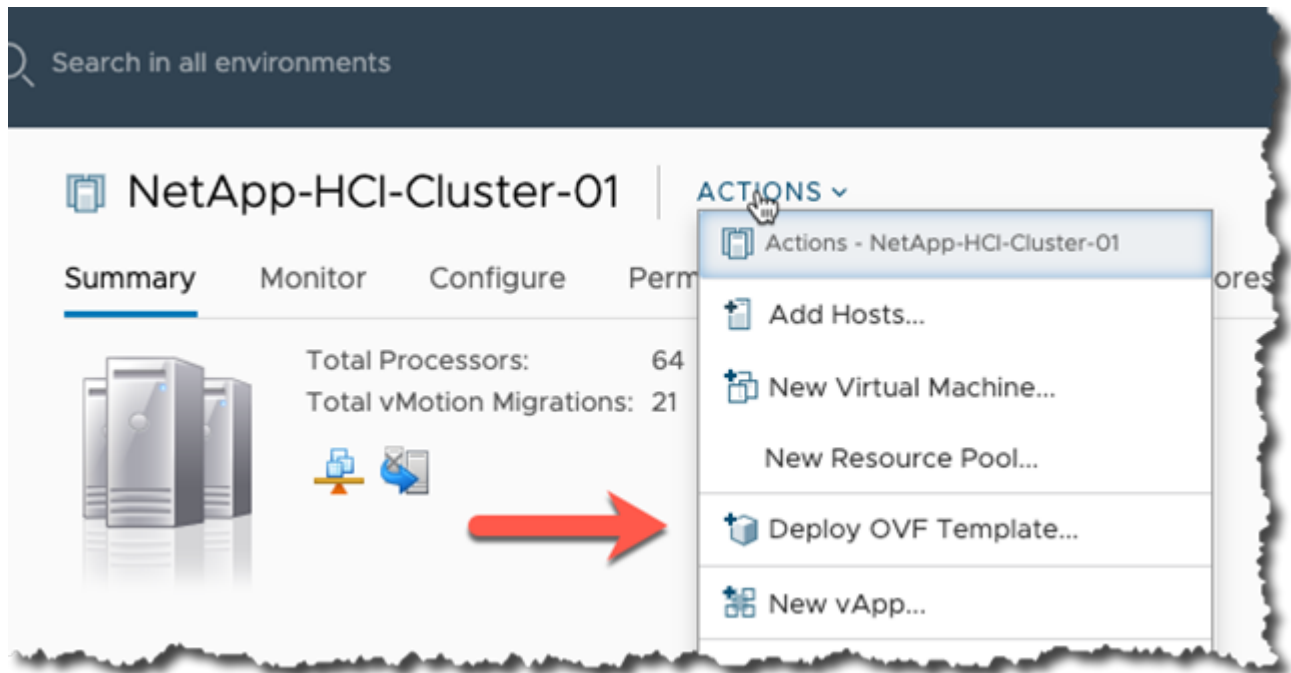 Search in all environments
NetApp-HCI-Cluster-01
ACTIONS
Actions - NetApp-HCI-Cluster-01
Summary Monitor Configure
Add Hosts...
Total Processors: 64
Total vMotion Migrations: 21
New Virtual Machine...
New Resource Pool...
Deploy OVF Template...
New vApp...